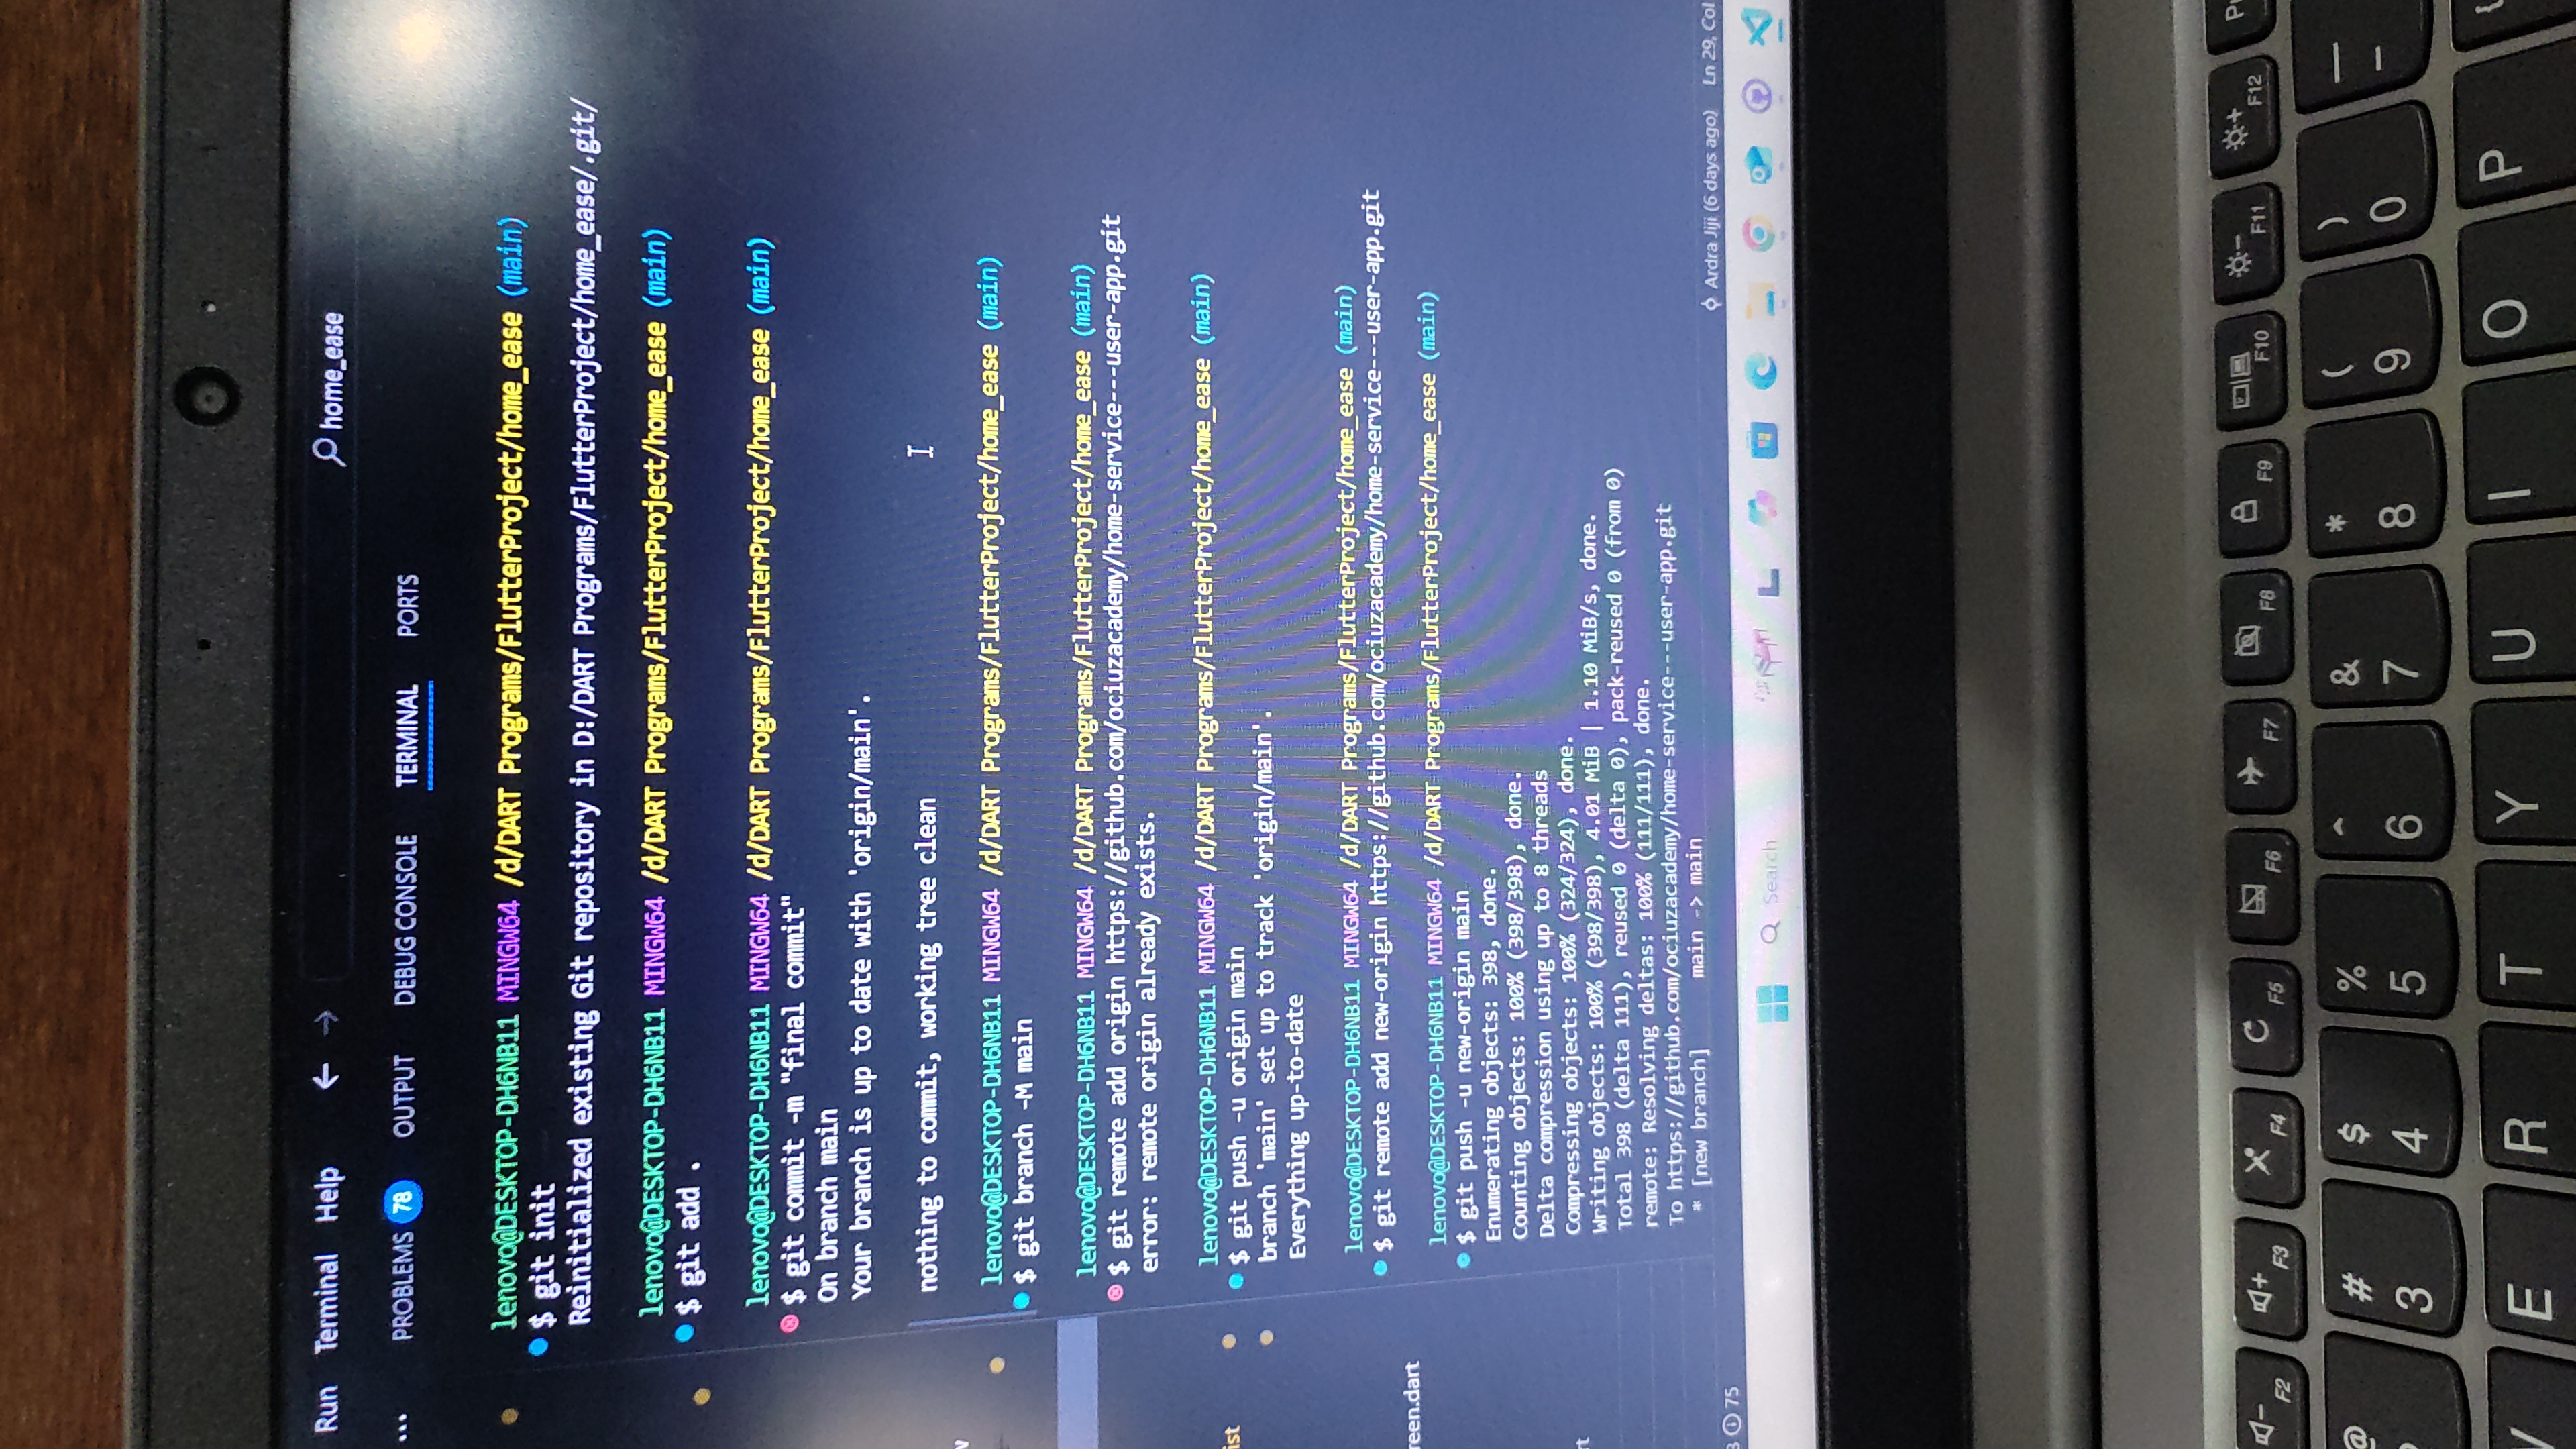 Run Terminal Help home_ease
... PROBLEMS 78 OUTPUT DEBUG CONSOLE TERMINAL PORTS
lenovo@DESKTOP-DH6NB11 MINGW64 /d/DART Programs/FlutterProject/home_ease (main)
$ git init
Reinitialized existing Git repository in D:/DART Programs/FlutterProject/home_ease/.git/
lenovo@DESKTOP-DH6NB11 MINGW64 /d/DART Programs/FlutterProject/home_ease (main)
$ git add .
lenovo@DESKTOP-DH6NB11 MINGW64 /d/DART Programs/FlutterProject/home_ease (main)
$ git commit -m "final commit"
On branch main
Your branch is up to date with 'origin/main'.
nothing to commit, working tree clean
lenovo@DESKTOP-DH6NB11 MINGW64 /d/DART Programs/FlutterProject/home_ease (main)
$ git branch -M main
lenovo@DESKTOP-DH6NB11 MINGW64 /d/DART Programs/FlutterProject/home_ease (main)
$ git remote add origin https://github.com/ociuzacademy/home-service---user-app.git
error: remote origin already exists.
lenovo@DESKTOP-DH6NB11 MINGW64 /d/DART Programs/FlutterProject/home_ease (main)
ist
$ git push -u origin main
branch 'main' set up to track 'origin/main'.
Everything up-to-date
lenovo@DESKTOP-DH6NB11 MINGW64 /d/DART Programs/FlutterProject/home_ease (main)
$ git remote add new-origin https://github.com/ociuzacademy/home-service---user-app.git
reen.dart
lenovo@DESKTOP-DH6NB11 MINGW64 /d/DART Programs/FlutterProject/home_ease (main)
$ git push -u new-origin main
Enumerating objects: 398, done.
Counting objects: 100% (398/398), done.
Delta compression using up to 8 threads
Compressing objects: 100% (324/324), done.
rt
Writing objects: 100% (398/398), 4.01 MiB | 1.10 MiB/s, done.
Total 398 (delta 111), reused 0 (delta 0), pack-reused 0 (from 0)
remote: Resolving deltas: 100% (111/111), done.
To https://github.com/ociuzacademy/home-service---user-app.git
* [new branch] main -> main
75 Ardra Jiji (6 days ago) Ln 29, Col
Search
F2 F3 F4 F5 F6 F7 F8 F9 F10 F11 F12
@ # $ % ^ & * ( ) —
3 4 5 6 7 8 9 0 -
E R T Y U I O P